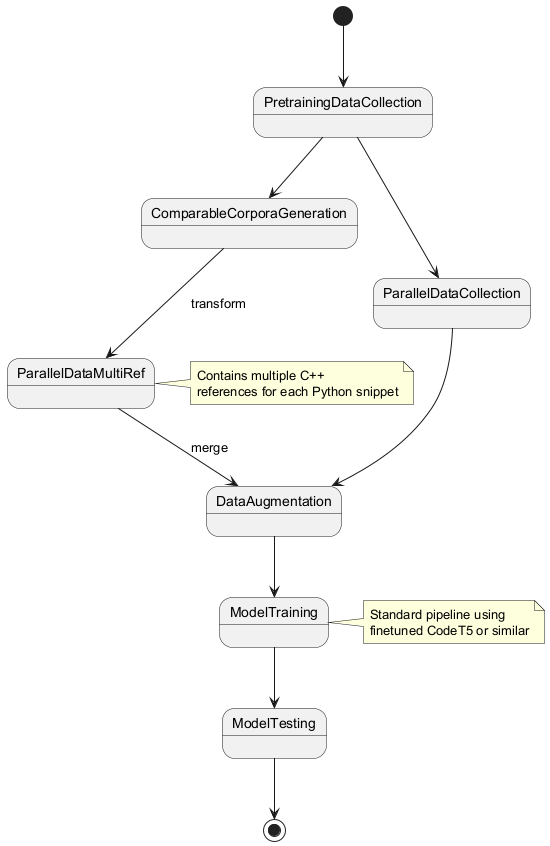 PretrainingDataCollection
ComparableCorporaGeneration
ParallelDataCollection
transform
ParallelDataMultiRef
Contains multiple C++
references for each Python snippet
merge
DataAugmentation
ModelTraining
Standard pipeline using
finetuned CodeT5 or similar
ModelTesting